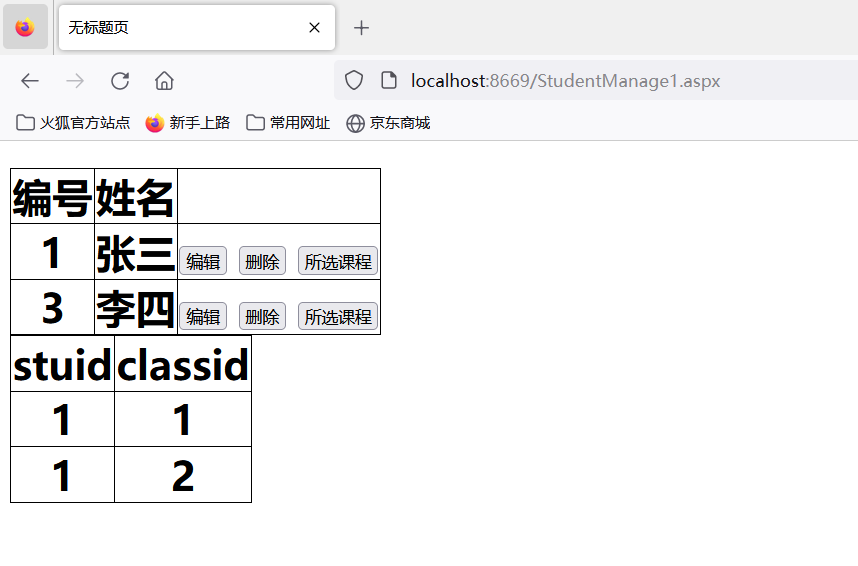 无标题页
localhost:8669/StudentManage1.aspx
火狐官方站点 新手上路 常用网址 京东商城
编号 姓名
1 张三 编辑 删除 所选课程
3 李四 编辑 删除 所选课程
stuid classid
1 1
1 2